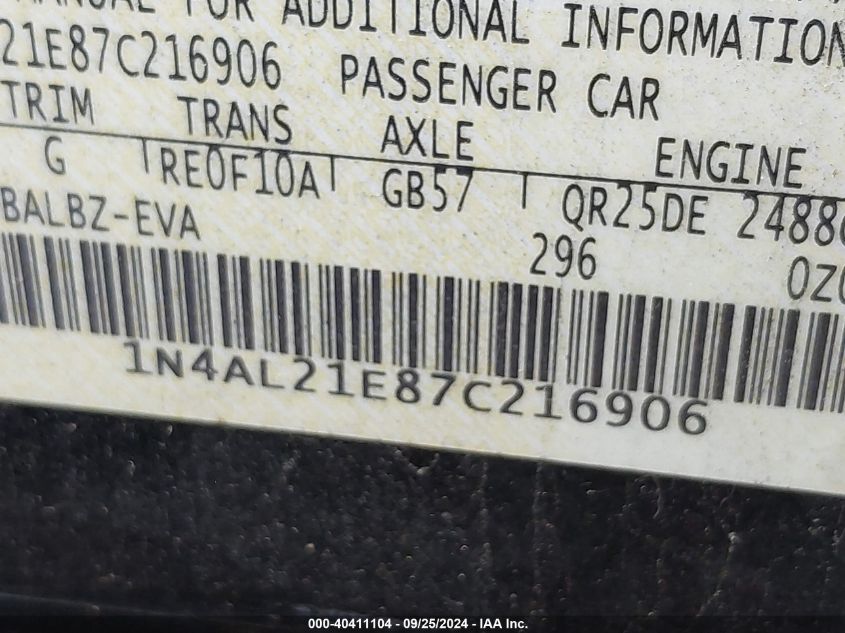 MANUAL FOR ADDITIONAL INFORMATION
21E87C216906 PASSENGER CAR
TRIM TRANS AXLE ENGINE
G RE0F10A GB57 QR25DE 2488
BALBZ-EVA 296
1N4AL21E87C216906
000-40411104 - 09/25/2024 - IAA Inc.